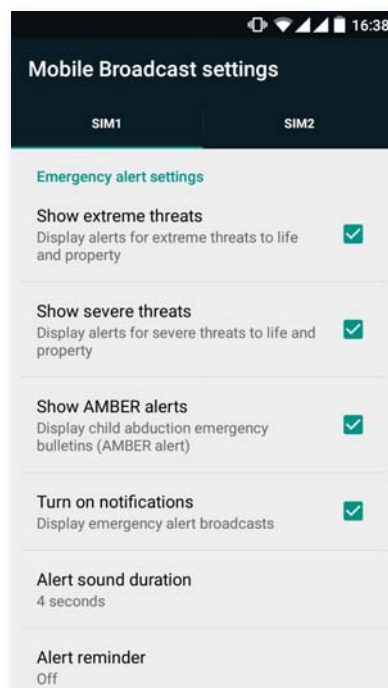 16:38
Mobile Broadcast settings
SIM1 SIM2
Emergency alert settings
Show extreme threats
Display alerts for extreme threats to life
and property
Show severe threats
Display alerts for severe threats to life and
property
Show AMBER alerts
Display child abduction emergency
bulletins (AMBER alert)
Turn on notifications
Display emergency alert broadcasts
Alert sound duration
4 seconds
Alert reminder
Off